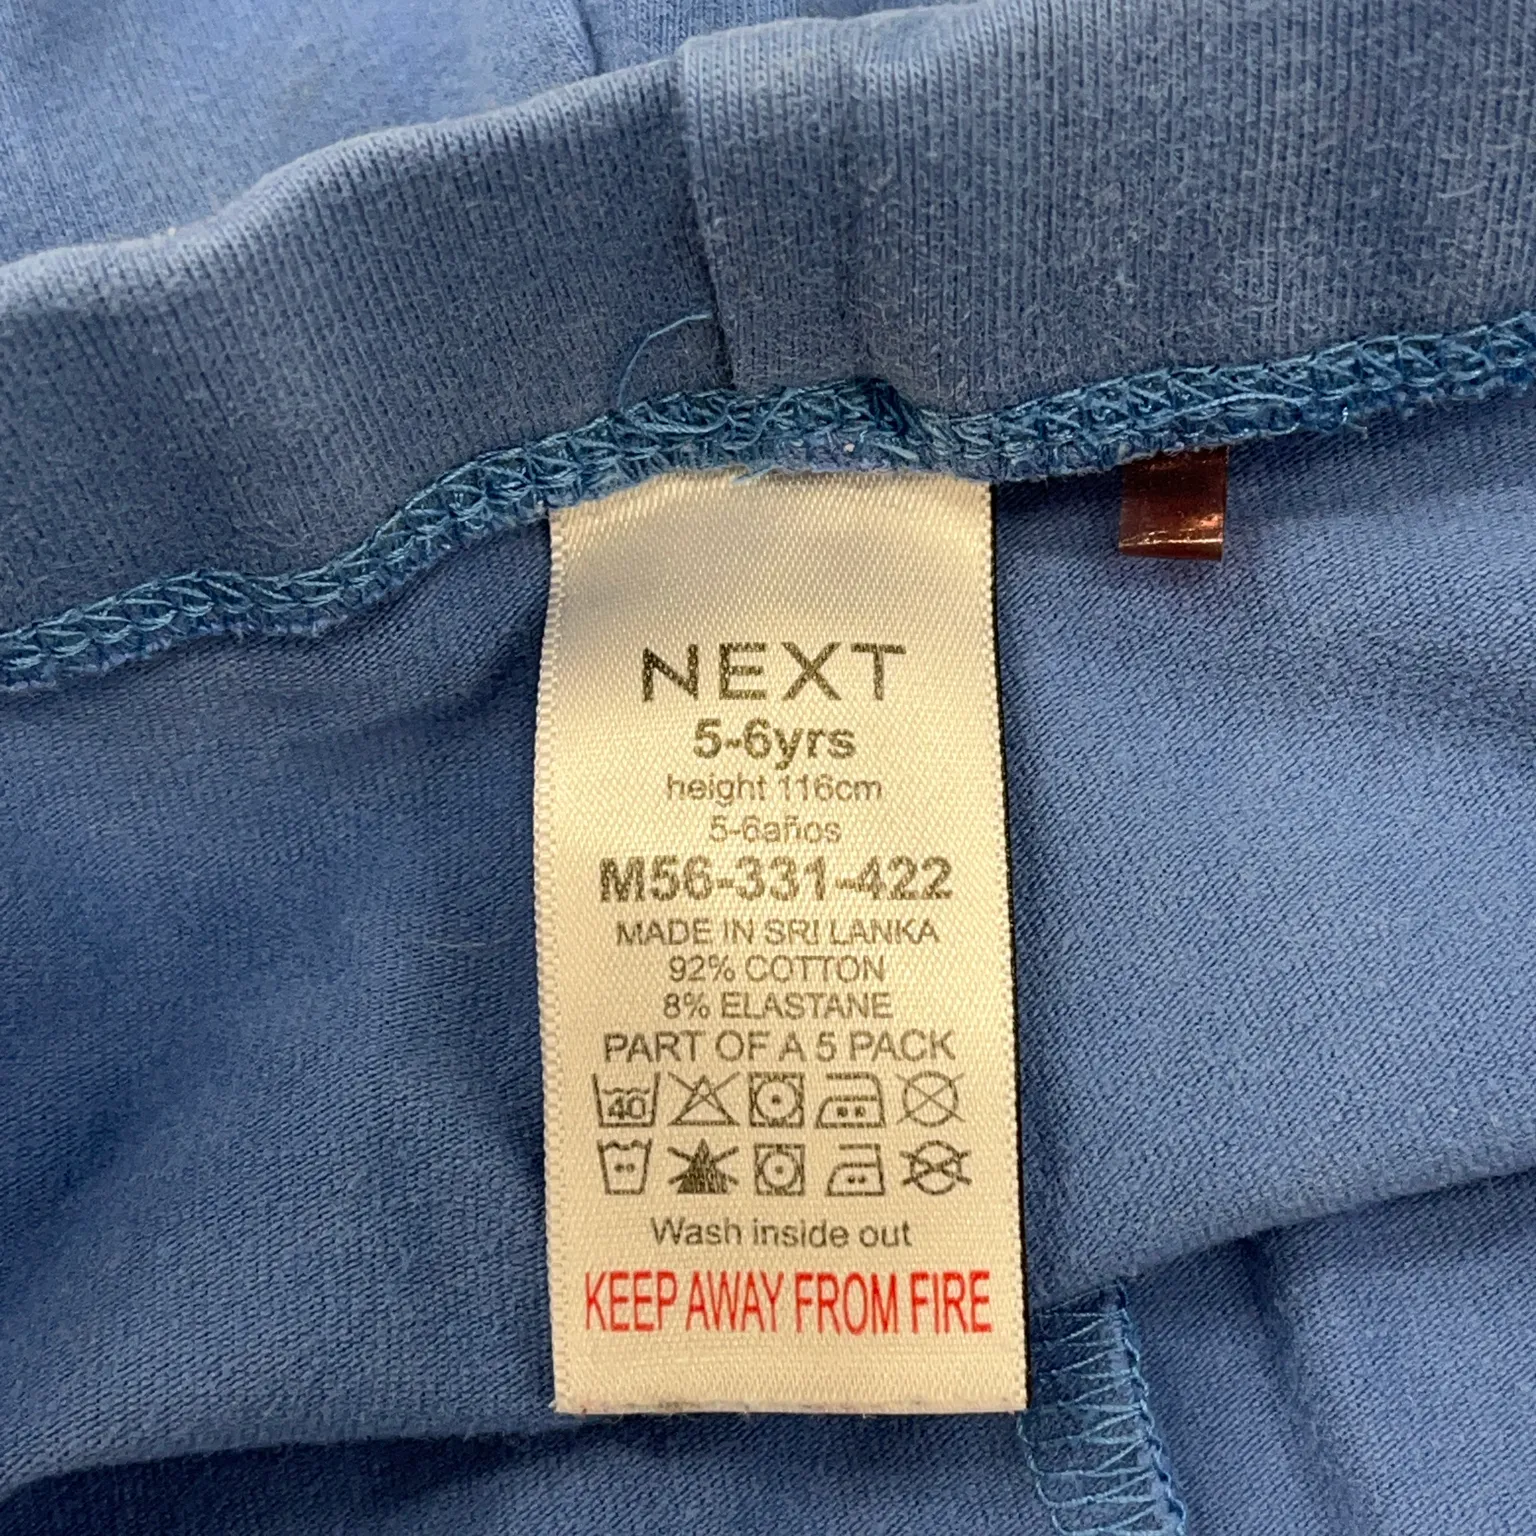 NEXT
5-6yrs
height 116cm
5-6años
M56-331-422
MADE IN SRI LANKA
92% COTTON
8% ELASTANE
PART OF A 5 PACK
40
Wash inside out
KEEP AWAY FROM FIRE